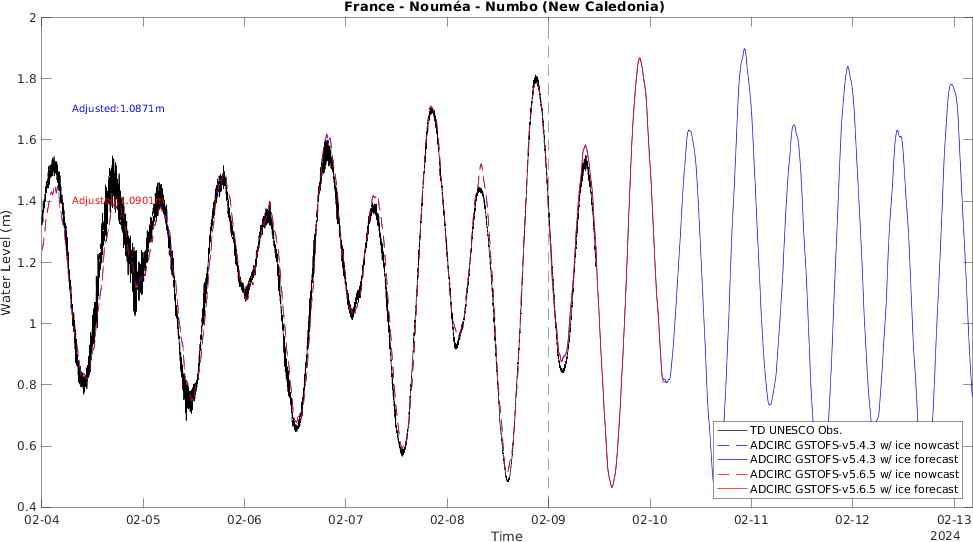 France - Nouméa - Numbo (New Caledonia)
Water Level (m)
2
1.8
1.6
1.4
1.2
1
0.8
0.6
0.4
Adjusted:1.0871m
Adjusted:1.0901m
TD UNESCO Obs.
ADCIRC GSTOFS-v5.4.3 w/ ice nowcast
ADCIRC GSTOFS-v5.4.3 w/ ice forecast
ADCIRC GSTOFS-v5.6.5 w/ ice nowcast
ADCIRC GSTOFS-v5.6.5 w/ ice forecast
02-04 02-05 02-06 02-07 02-08 02-09 02-10 02-11 02-12 02-13
Time
2024